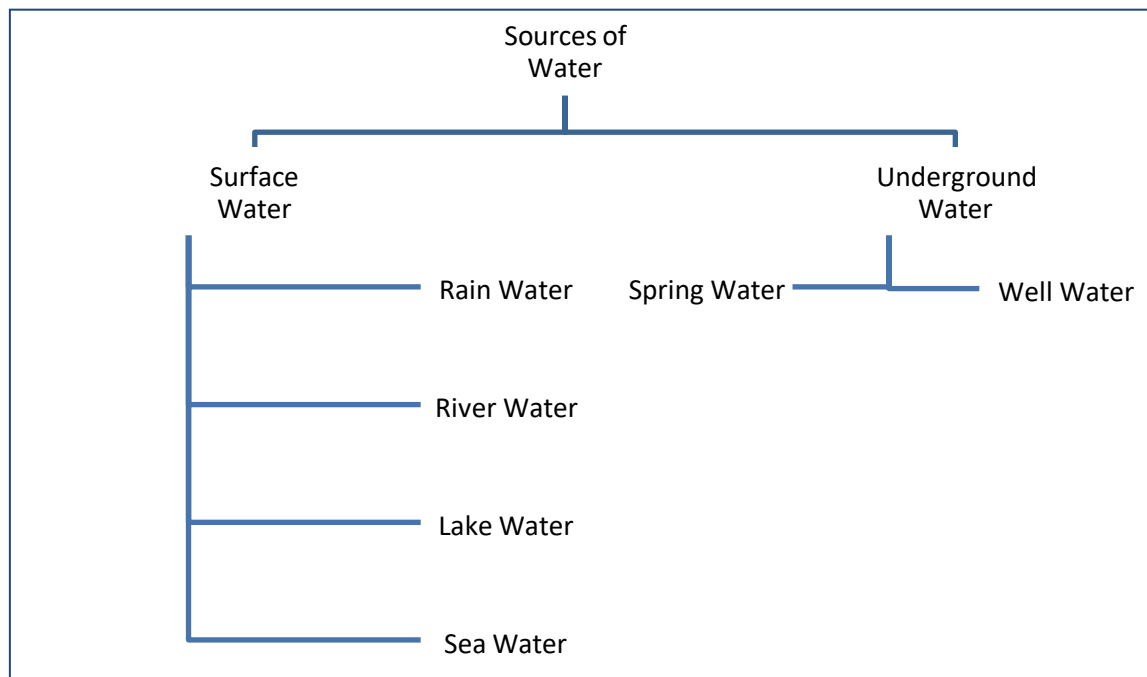 Sources of
Water
Surface
Water
Underground
Water
Rain Water
Spring Water
Well Water
River Water
Lake Water
Sea Water